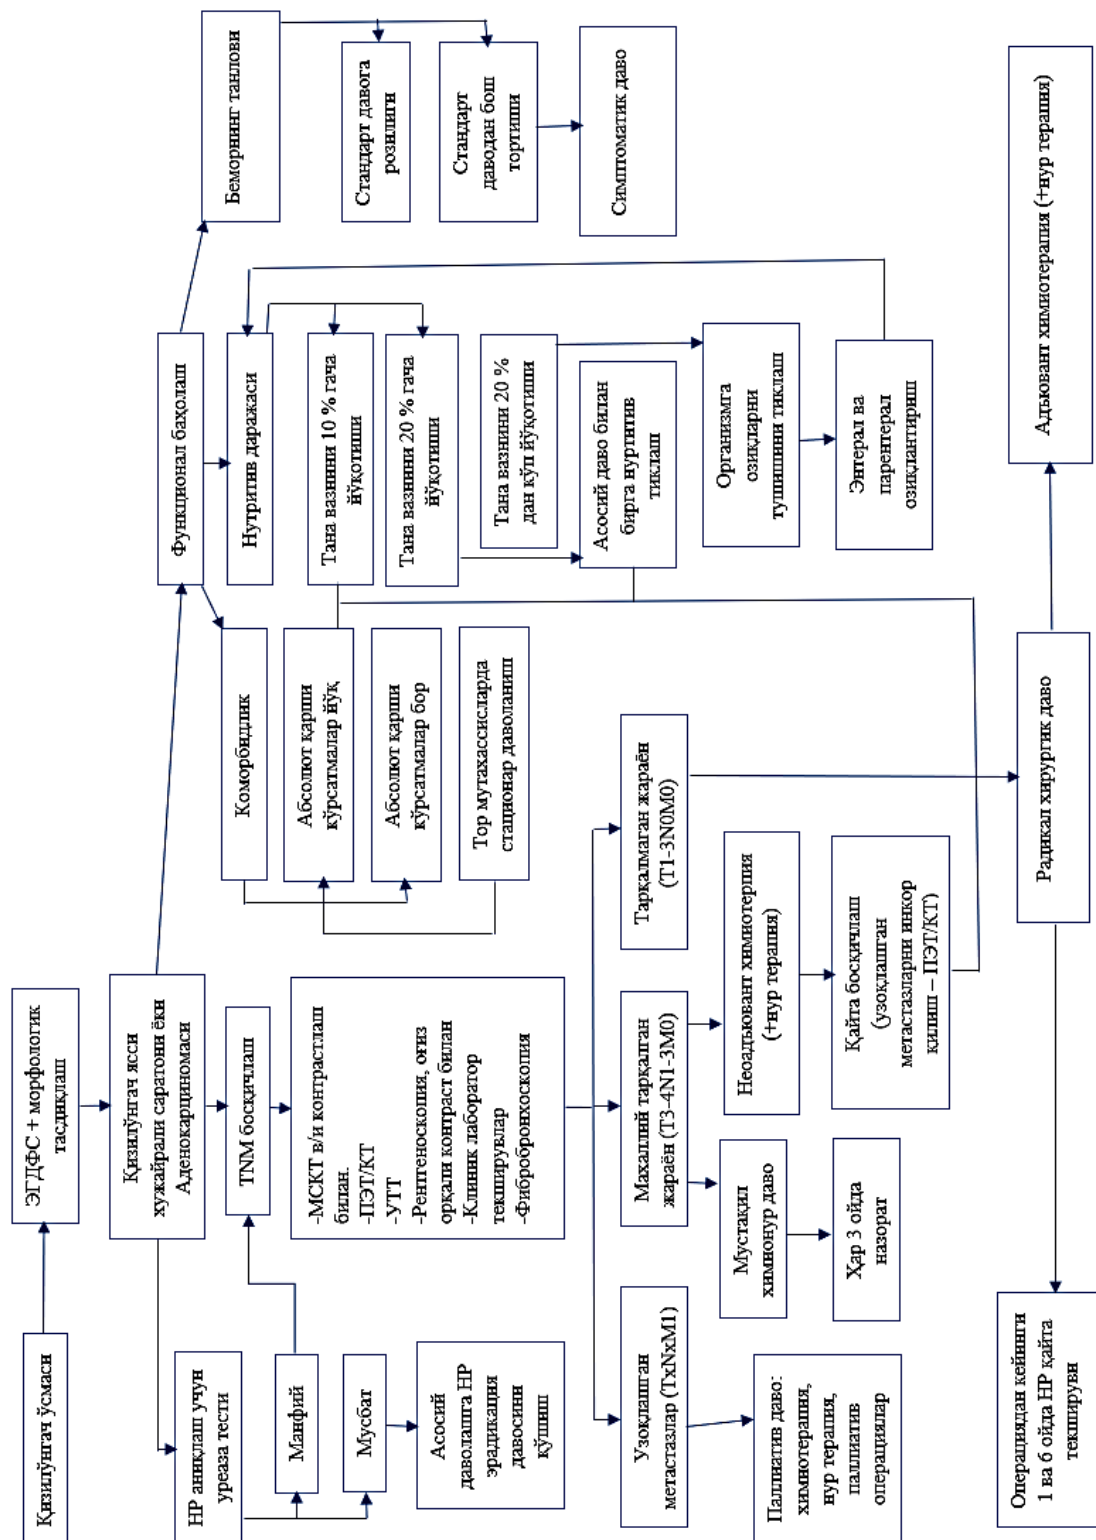 Қизилўнгач ўсмаси
ЭГДФС + морфологик
тасдиқлаш
Қизилўнгач ясси
хужайрали саратони ёки
Аденокарциномаси
НР аниқлаш учун
уреаза тести
Манфий
Мусбат
Асосий
даволашга НР
эрадикация
давосини
қўшиш
TNM босқичлаш
-МСКТ в/и контрастлаш
билан.
-ПЭТ/КТ
-УТТ
-Рентгеноскопия, оғиз
орқали контраст билан
-Клиник лаборатор
текширувлар
-Фибробронхоскопия
Функционал баҳолаш
Беморнинг танлови
Стандарт давога
розилиги
Стандарт
даводан бош
тортиши
Симптоматик даво
Нутритив даражаси
Тана вазнини 10 % гача
йўқотиши
Тана вазнини 20 % гача
йўқотиши
Тана вазнини 20 %
дан кўп йўқотиши
Асосий даво билан
бирга нуртитив
тиклаш
Организмга
озиқларни
тушишини тиклаш
Энтерал ва
парентерал
озиқлантириш
Коморбидлик
Абсолют қарши
кўрсатмалар йўқ
Абсолют қарши
кўрсатмалар бор
Тор мутахассисларда
стационар даволаниш
Узоқлашган
метастазлар (TxNxM1)
Паллиатив даво:
химиотерапия,
нур терапия,
паллиатив
операциялар
Махаллий тарқалган
жараён (T3-4N1-3M0)
Мустақил
химионур даво
Ҳар 3 ойда
назорат
Неоадьювант химиотерпия
(+нур терапия)
Қайта босқичлаш
(узоқлашган
метастазларни инкор
қилиш – ПЭТ/КТ)
Тарқалмаган жараён
(T1-3N0M0)
Радикал хирургик даво
Операциядан кейинги
1 ва 6 ойда НР қайта
текшируви
Адьювант химиотерапия (+нур терапия)